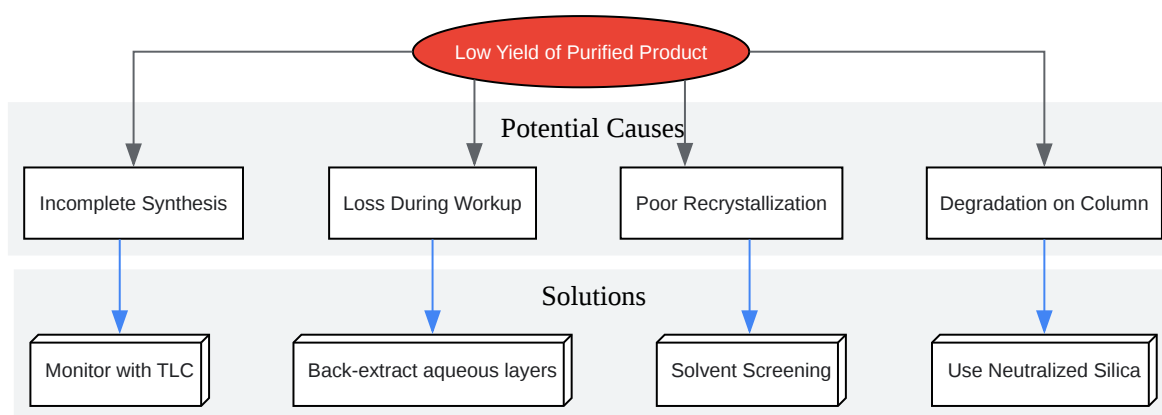 Low Yield of Purified Product
Potential Causes
Incomplete Synthesis
Loss During Workup
Poor Recrystallization
Degradation on Column
Solutions
Monitor with TLC
Back-extract aqueous layers
Solvent Screening
Use Neutralized Silica